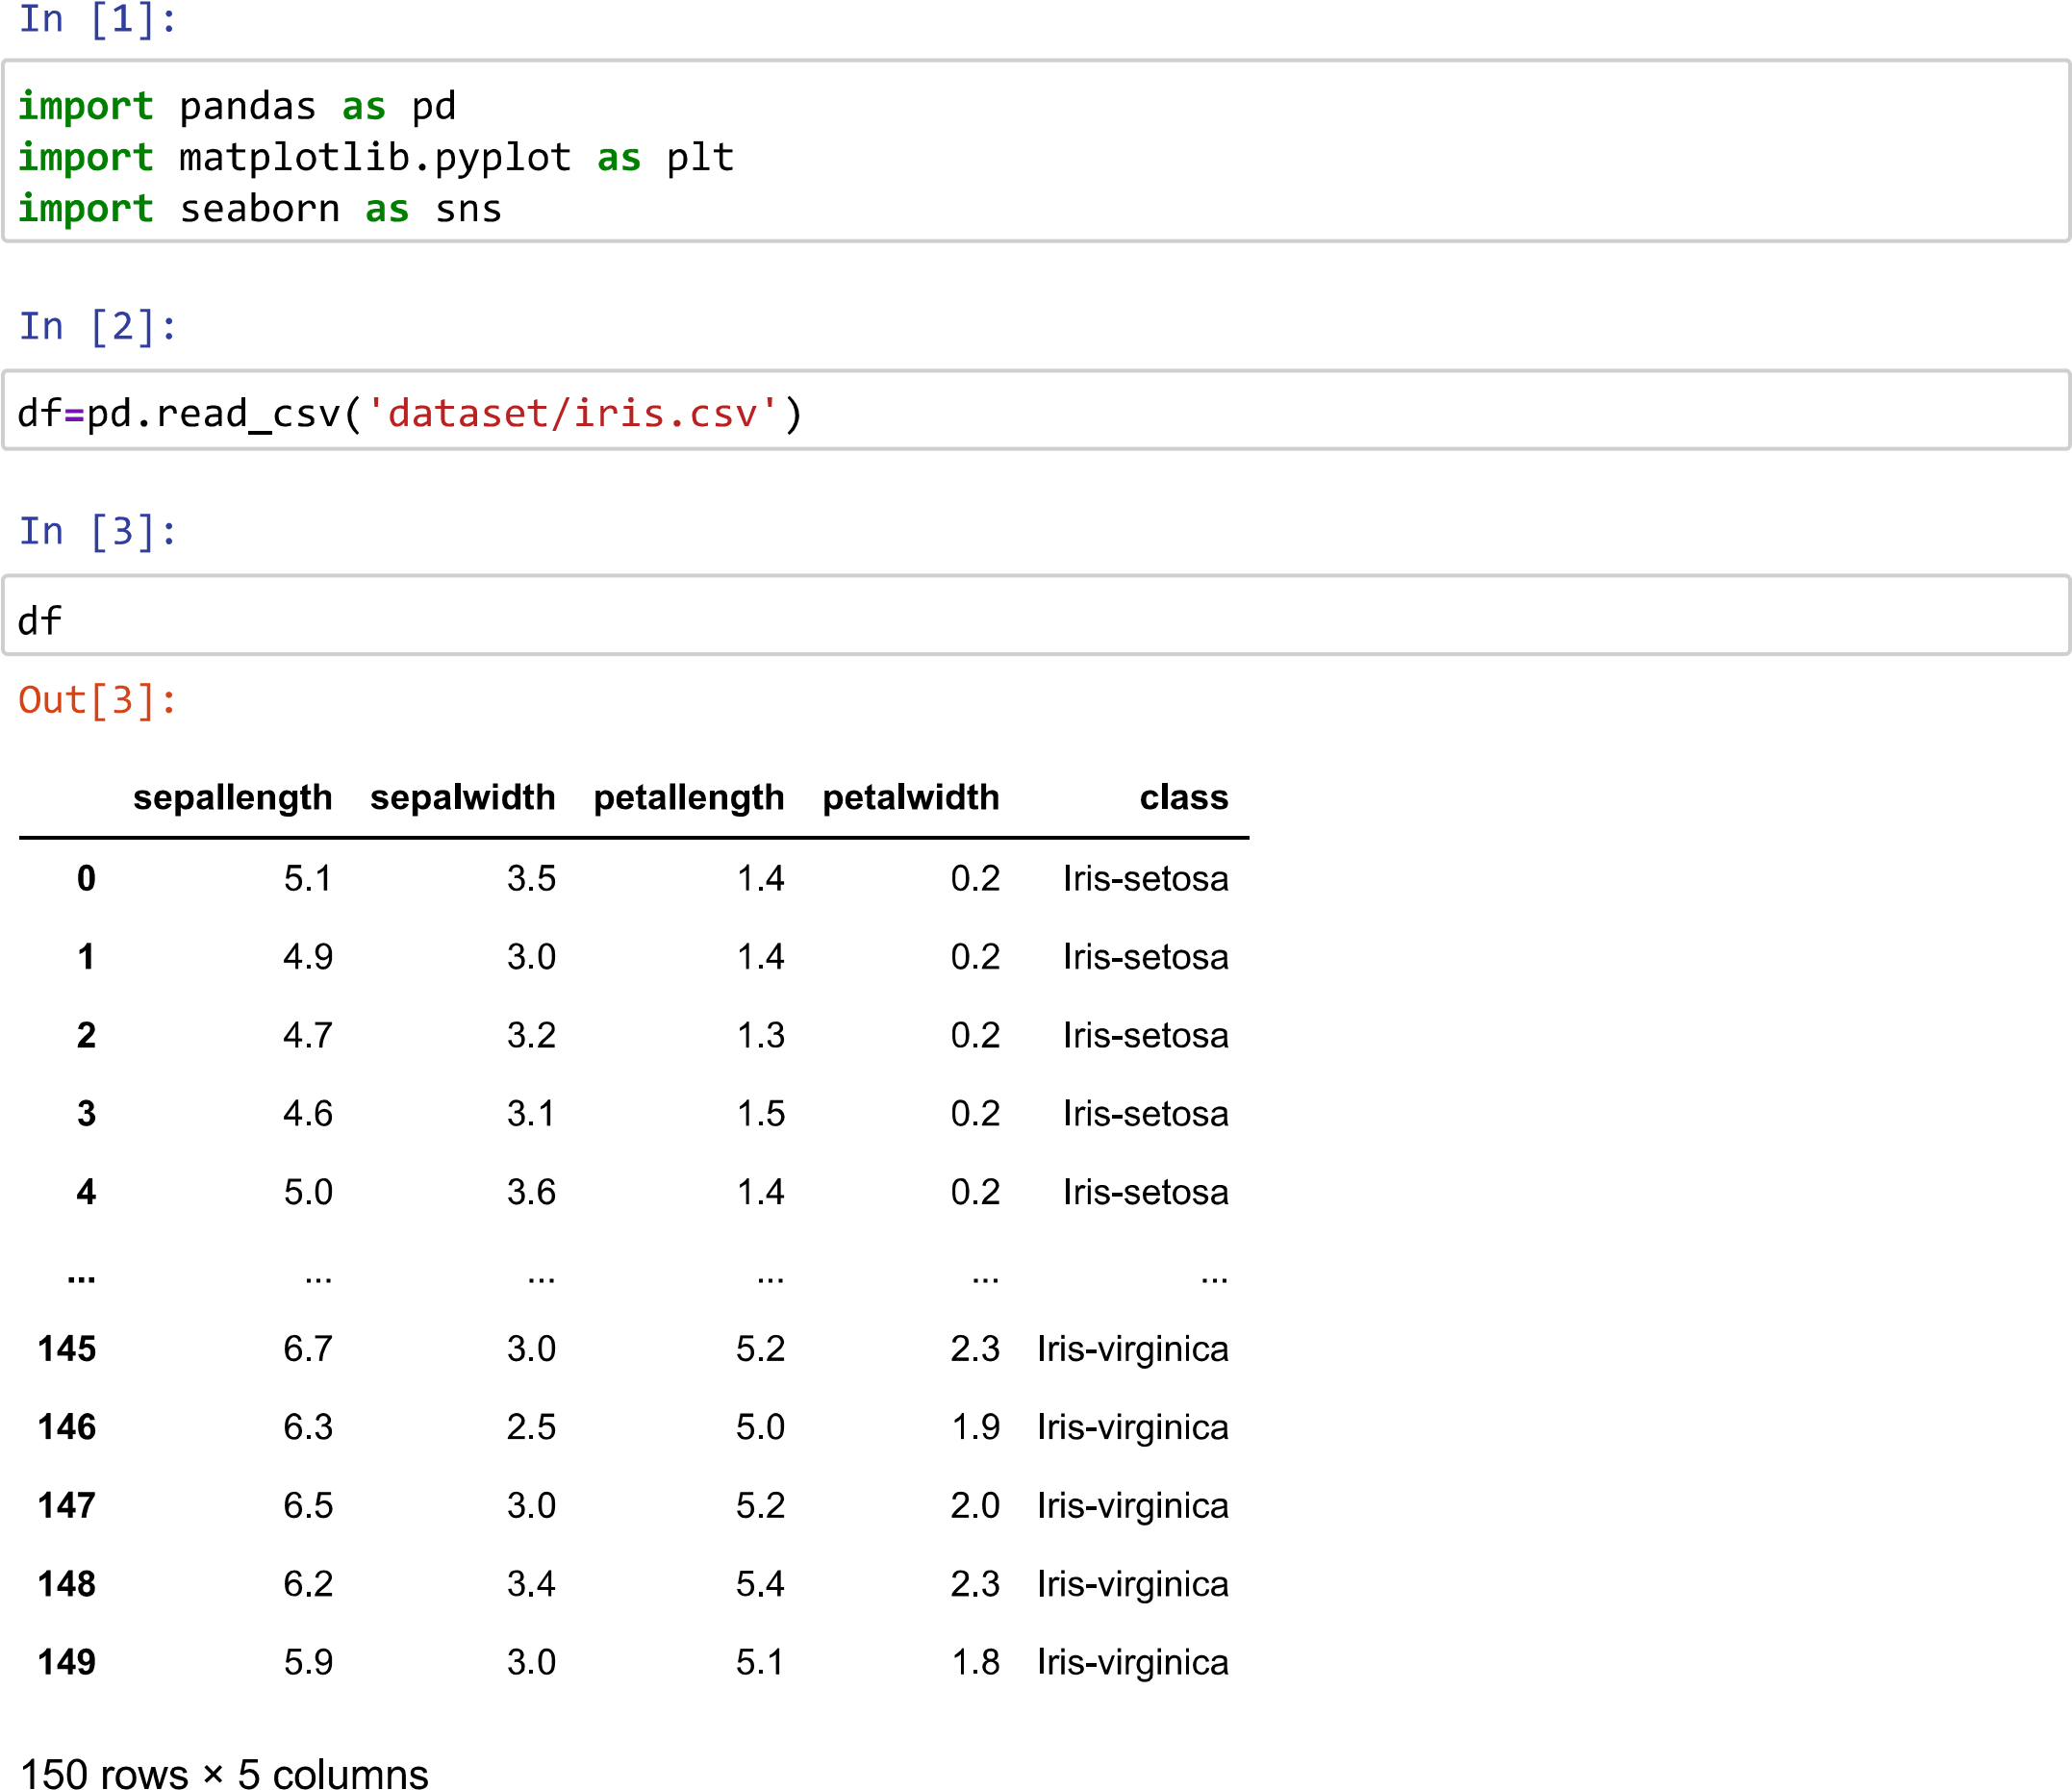 In [1]:
import pandas as pd
import matplotlib.pyplot as plt
import seaborn as sns
In [2]:
df=pd.read_csv('dataset/iris.csv')
In [3]:
df
Out[3]:
sepallength sepalwidth petallength petalwidth class
0 5.1 3.5 1.4 0.2 Iris-setosa
1 4.9 3.0 1.4 0.2 Iris-setosa
2 4.7 3.2 1.3 0.2 Iris-setosa
3 4.6 3.1 1.5 0.2 Iris-setosa
4 5.0 3.6 1.4 0.2 Iris-setosa
... ... ... ... ... ...
145 6.7 3.0 5.2 2.3 Iris-virginica
146 6.3 2.5 5.0 1.9 Iris-virginica
147 6.5 3.0 5.2 2.0 Iris-virginica
148 6.2 3.4 5.4 2.3 Iris-virginica
149 5.9 3.0 5.1 1.8 Iris-virginica
150 rows × 5 columns